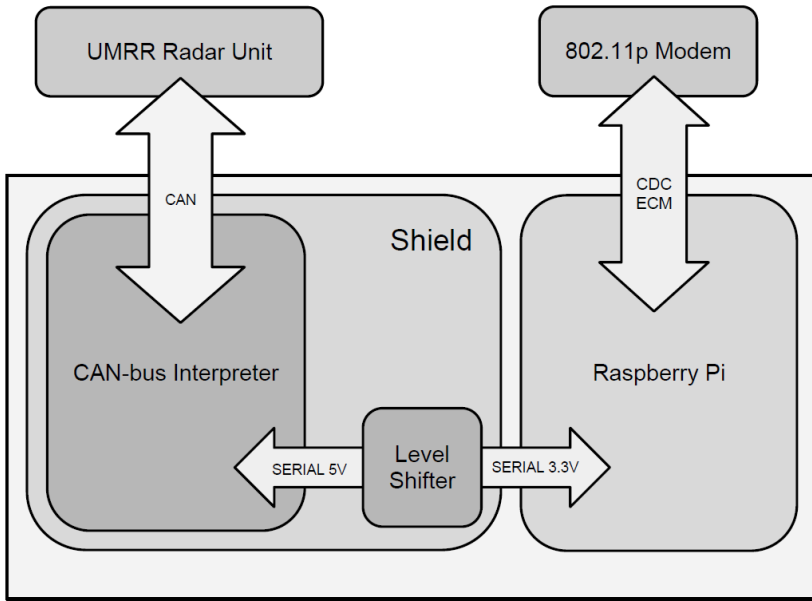 UMRR Radar Unit
802.11p Modem
CAN
CDC
ECM
Shield
CAN-bus Interpreter
Raspberry Pi
SERIAL 5V
Level
Shifter
SERIAL 3.3V